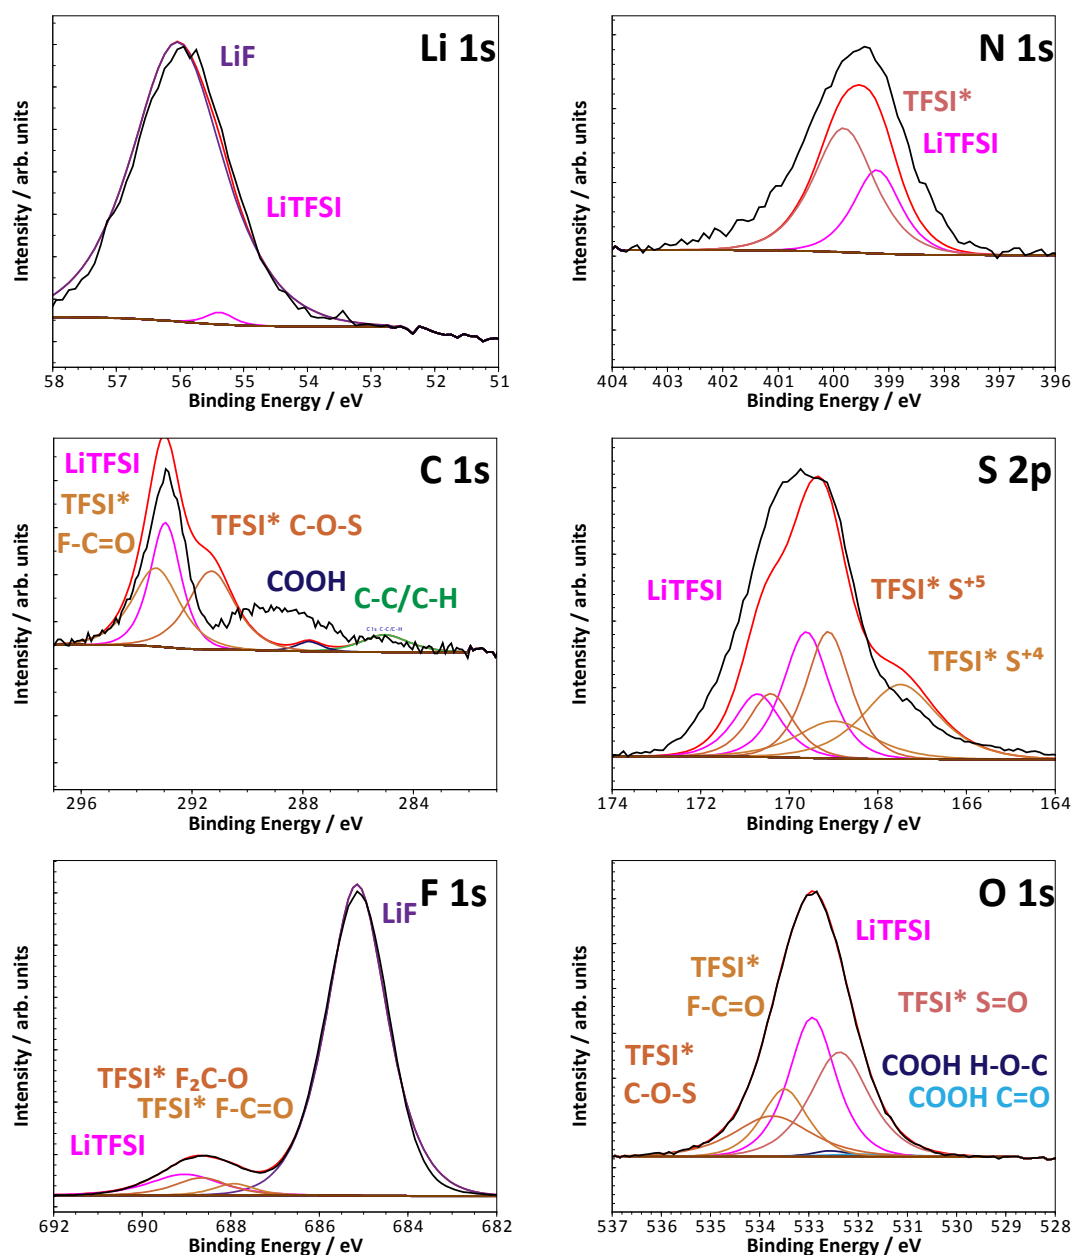 Li 1s
LiF
LiTFSI
Intensity / arb. units
58 57 56 55 54 53 52 51
Binding Energy / eV
N 1s
TFSI*
LiTFSI
Intensity / arb. units
404 403 402 401 400 399 398 397 396
Binding Energy / eV
C 1s
LiTFSI
TFSI*
F-C=O
TFSI* C-O-S
COOH
C-C/C-H
C1s C-C/C-H
Intensity / arb. units
296 292 288 284
Binding Energy / eV
S 2p
LiTFSI
TFSI* S+5
TFSI* S+4
Intensity / arb. units
174 172 170 168 166 164
Binding Energy / eV
F 1s
LiF
TFSI* F₂C-O
TFSI* F-C=O
LiTFSI
Intensity / arb. units
692 690 688 686 684 682
Binding Energy / eV
O 1s
LiTFSI
TFSI*
F-C=O
TFSI* S=O
TFSI*
C-O-S
COOH H-O-C
COOH C=O
Intensity / arb. units
537 535 534 533 532 531 530 529 528
Binding Energy / eV